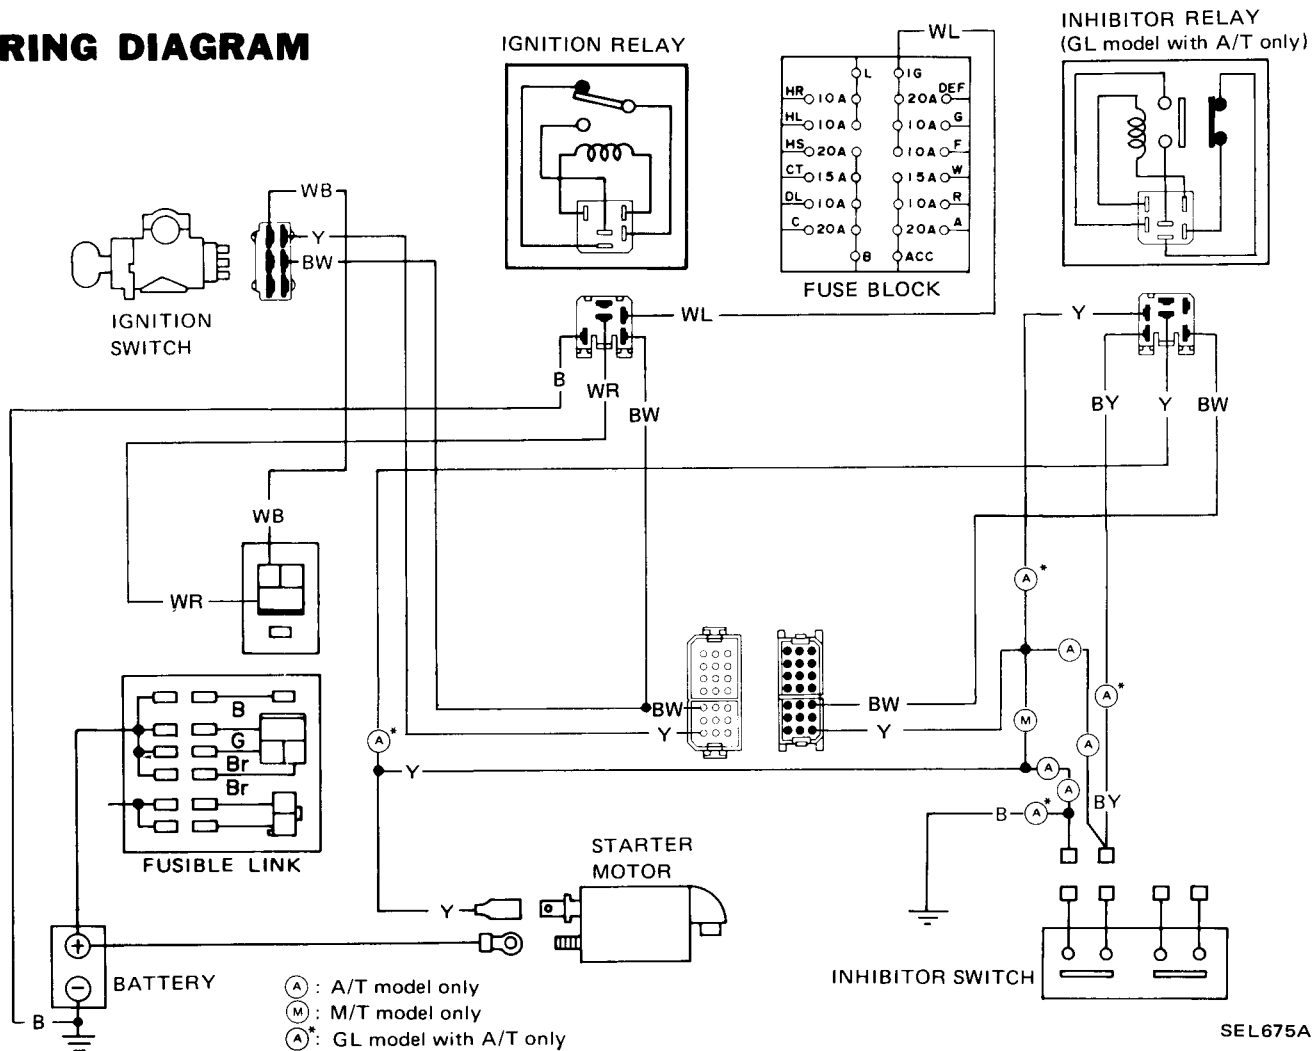 RING DIAGRAM
IGNITION RELAY
WL
INHIBITOR RELAY
(GL model with A/T only)
L
IG
HR 10A 20A DEF
HL 10A 10A G
HS 20A 10A F
CT 15A 15A W
DL 10A 10A R
C 20A 20A A
B
ACC
FUSE BLOCK
WB
Y
BW
IGNITION
SWITCH
WL
Y
B
WR
BW
BY
Y
BW
WB
WR
A*
A
A*
BW
Y
BW
Y
M
A*
A
Y
A
A
B
A*
BY
B
G
Br
Br
FUSIBLE LINK
STARTER
MOTOR
Y
+
−
BATTERY
B
INHIBITOR SWITCH
A : A/T model only
M : M/T model only
A* : GL model with A/T only
SEL675A